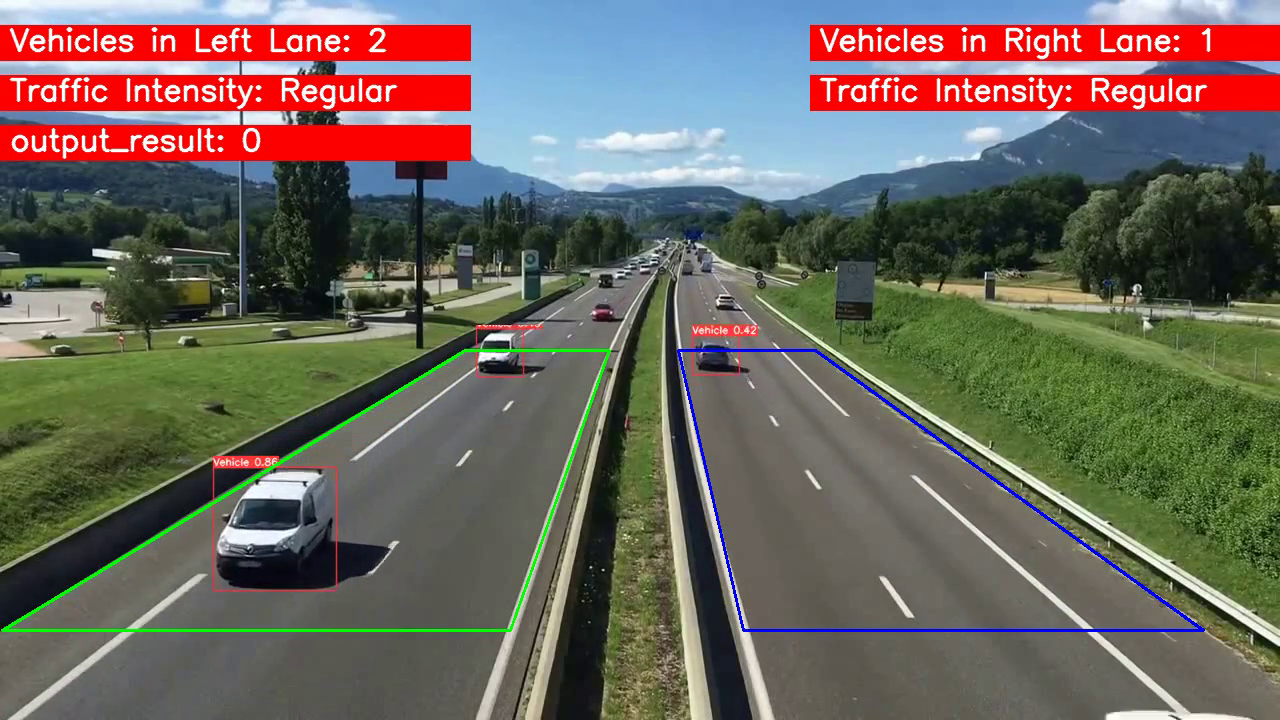 Vehicles in Left Lane: 2
Vehicles in Right Lane: 1
Traffic Intensity: Regular
Traffic Intensity: Regular
output_result: 0
Vehicle 0.42
Vehicle 0.86